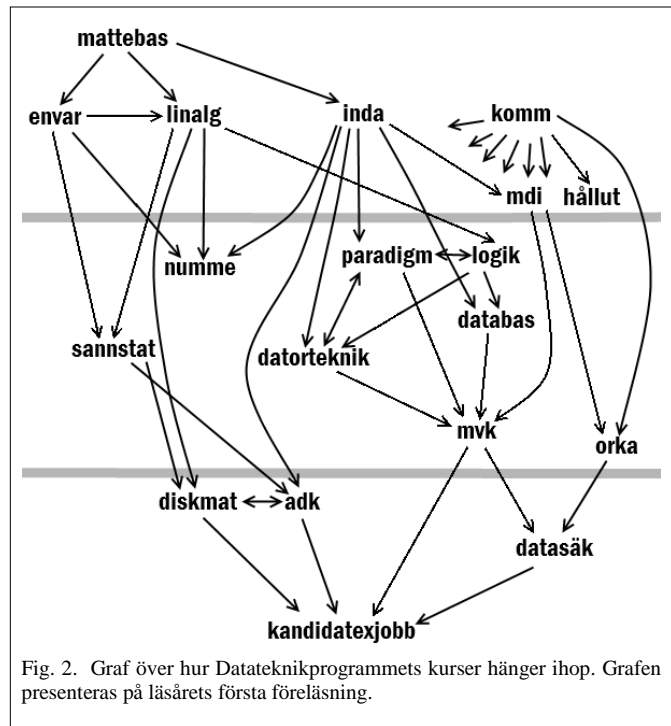 mattebas
envar linalg inda komm
mdi hållut
numme paradigm logik
databas
sannstat datorteknik
mvk orka
diskmat adk
datasäk
kandidatexjobb
Fig. 2. Graf över hur Datateknikprogrammets kurser hänger ihop. Grafen
presenteras på läsårets första föreläsning.